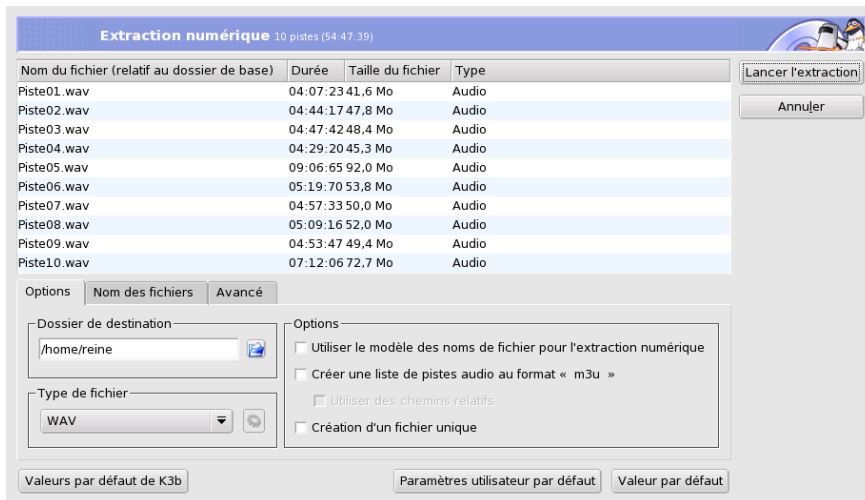 Extraction numérique 10 pistes (54:47:39)
Nom du fichier (relatif au dossier de base) Durée Taille du fichier Type
Lancer l'extraction
Piste01.wav 04:07:23 41,6 Mo Audio
Annuler
Piste02.wav 04:44:17 47,8 Mo Audio
Piste03.wav 04:47:42 48,4 Mo Audio
Piste04.wav 04:29:20 45,3 Mo Audio
Piste05.wav 09:06:65 92,0 Mo Audio
Piste06.wav 05:19:70 53,8 Mo Audio
Piste07.wav 04:57:33 50,0 Mo Audio
Piste08.wav 05:09:16 52,0 Mo Audio
Piste09.wav 04:53:47 49,4 Mo Audio
Piste10.wav 07:12:06 72,7 Mo Audio
Options Nom des fichiers Avancé
Dossier de destination
/home/reine
Type de fichier
WAV
Options
Utiliser le modèle des noms de fichier pour l'extraction numérique
Créer une liste de pistes audio au format « m3u »
Utiliser des chemins relatifs
Création d'un fichier unique
Valeurs par défaut de K3b Paramètres utilisateur par défaut Valeur par défaut